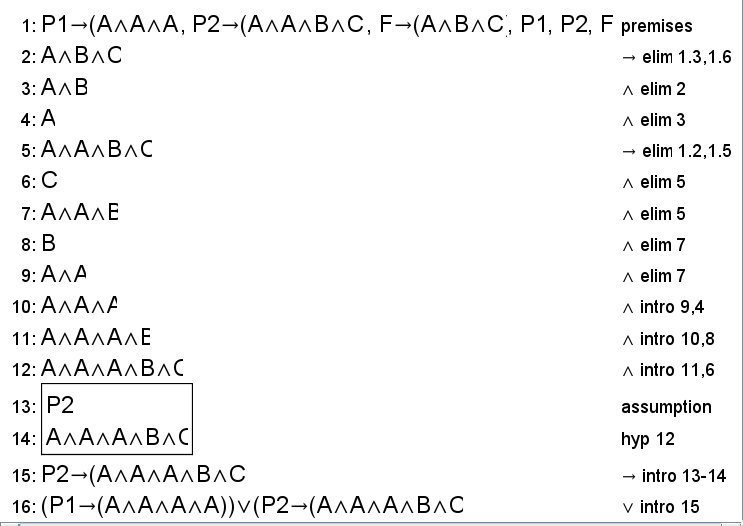 1: P1→(A∧A∧A, P2→(A∧A∧B∧C, F→(A∧B∧C), P1, P2, F premises
2: A∧B∧C → elim 1.3,1.6
3: A∧B ∧ elim 2
4: A ∧ elim 3
5: A∧A∧B∧C → elim 1.2,1.5
6: C ∧ elim 5
7: A∧A∧B ∧ elim 5
8: B ∧ elim 7
9: A∧A ∧ elim 7
10: A∧A∧A ∧ intro 9,4
11: A∧A∧A∧B ∧ intro 10,8
12: A∧A∧A∧B∧C ∧ intro 11,6
13: P2 assumption
14: A∧A∧A∧B∧C hyp 12
15: P2→(A∧A∧A∧B∧C → intro 13-14
16: (P1→(A∧A∧A∧A))∨(P2→(A∧A∧A∧B∧C ∨ intro 15